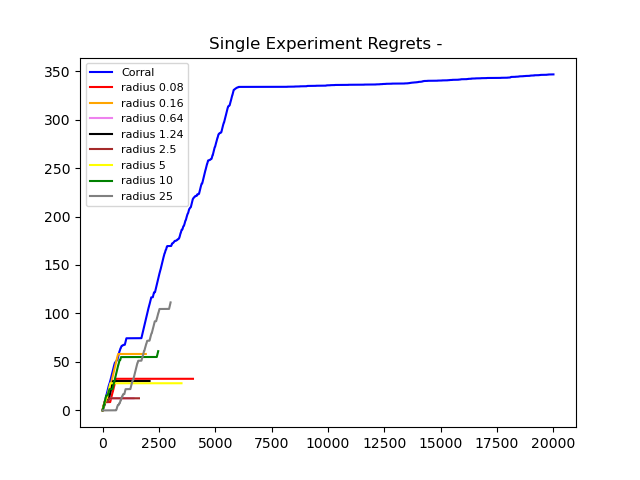 Single Experiment Regrets -
350
300
250
200
150
100
50
0
Corral
radius 0.08
radius 0.16
radius 0.64
radius 1.24
radius 2.5
radius 5
radius 10
radius 25
0 2500 5000 7500 10000 12500 15000 17500 20000